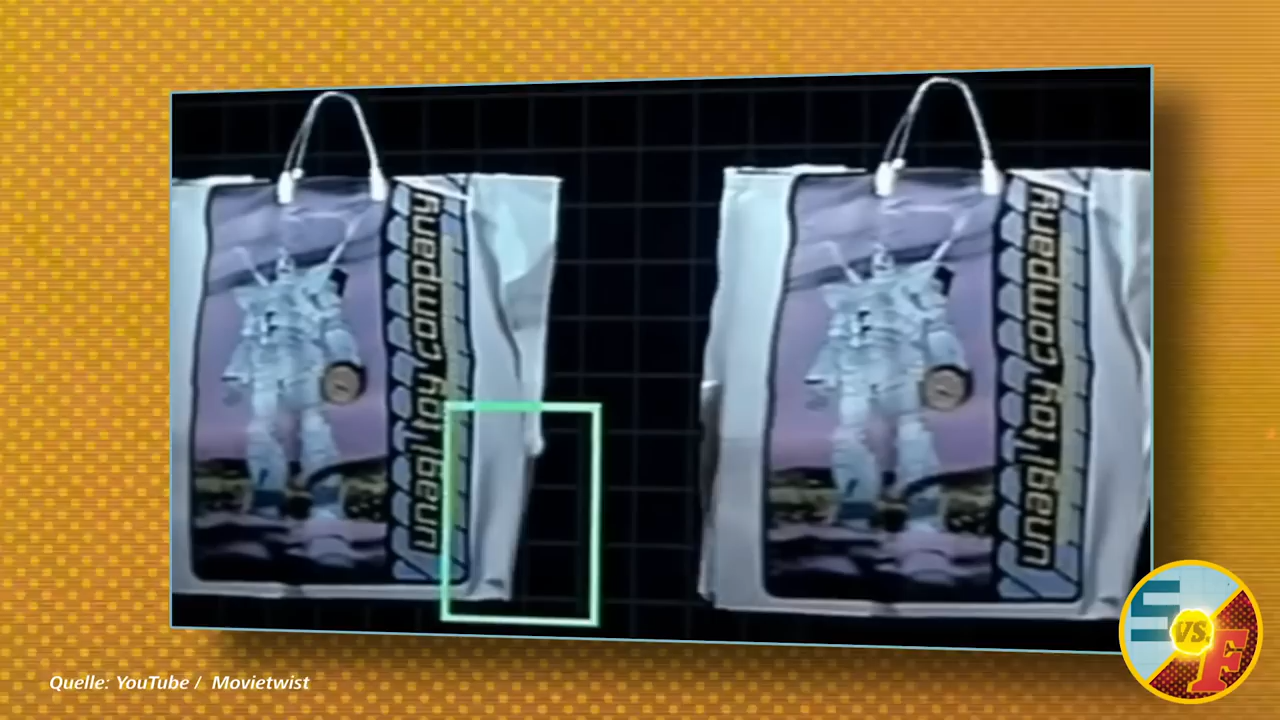 unagi toy company
unagi toy company
E
VS.
F
Quelle: YouTube / Movietwist